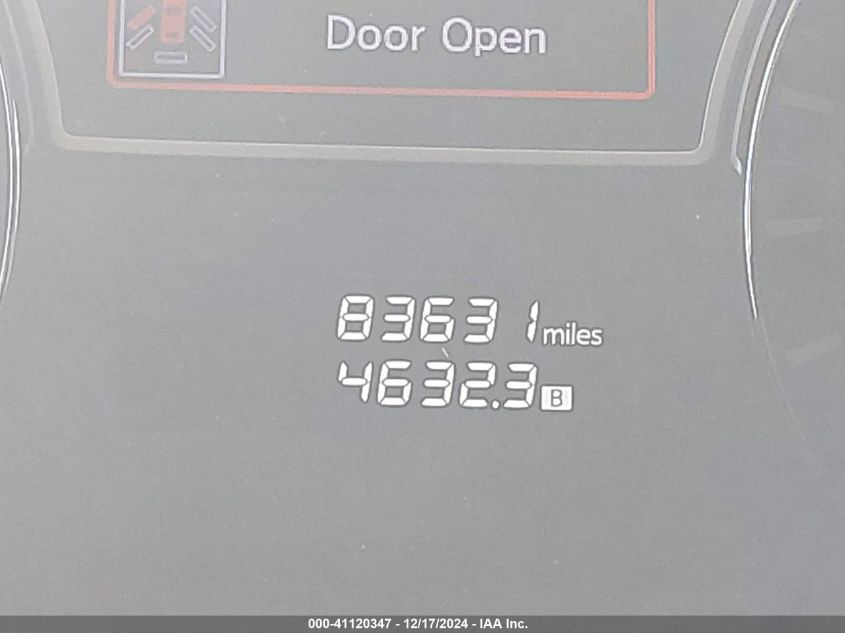 Door Open
83631 miles
4632.3 B
000-41120347 - 12/17/2024 - IAA Inc.